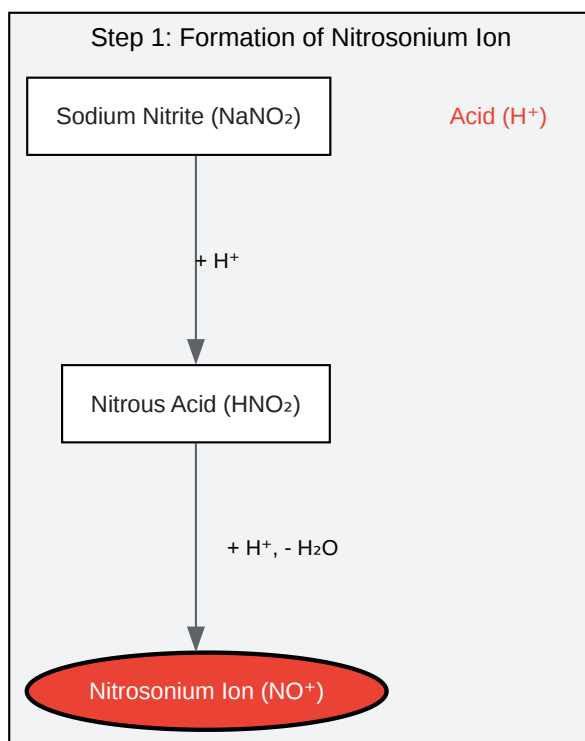 Step 1: Formation of Nitrosonium Ion
Sodium Nitrite (NaNO₂)
Acid (H⁺)
+ H⁺
Nitrous Acid (HNO₂)
+ H⁺, - H₂O
Nitrosonium Ion (NO⁺)